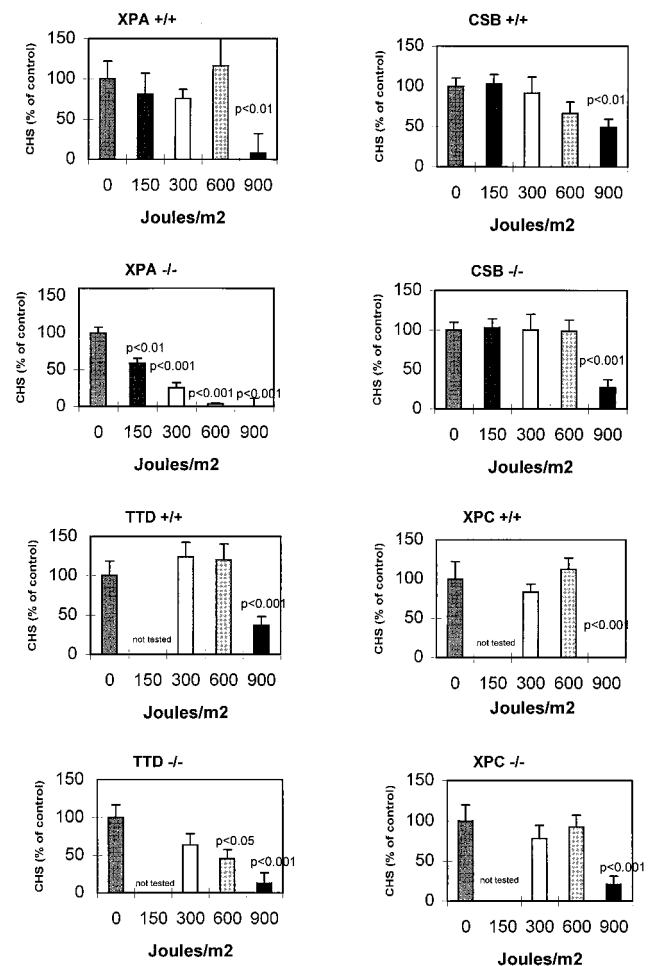 XPA +/+
CHS (% of control)
150
100
50
0
p<0.01
0 150 300 600 900
Joules/m2
CSB +/+
CHS (% of control)
150
100
50
0
p<0.01
0 150 300 600 900
Joules/m2
XPA -/-
CHS (% of control)
150
100
50
0
p<0.01
p<0.001
p<0.001
p<0.001
0 150 300 600 900
Joules/m2
CSB -/-
CHS (% of control)
150
100
50
0
p<0.001
0 150 300 600 900
Joules/m2
TTD +/+
CHS (% of control)
150
100
50
0
not tested
p<0.001
0 150 300 600 900
Joules/m2
XPC +/+
CHS (% of control)
150
100
50
0
not tested
p<0.001
0 150 300 600 900
Joules/m2
TTD -/-
CHS (% of control)
150
100
50
0
not tested
p<0.05
p<0.001
0 150 300 600 900
Joules/m2
XPC -/-
CHS (% of control)
150
100
50
0
not tested
p<0.001
0 150 300 600 900
Joules/m2